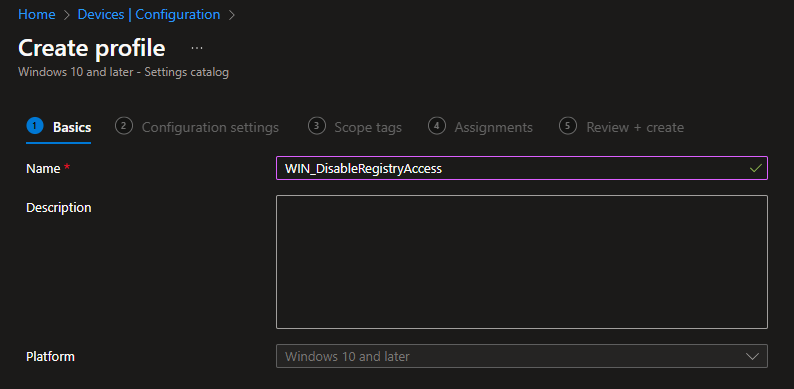 Home > Devices | Configuration >
Create profile ...
Windows 10 and later - Settings catalog
1 Basics 2 Configuration settings 3 Scope tags 4 Assignments 5 Review + create
Name * WIN_DisableRegistryAccess
Description
Platform Windows 10 and later